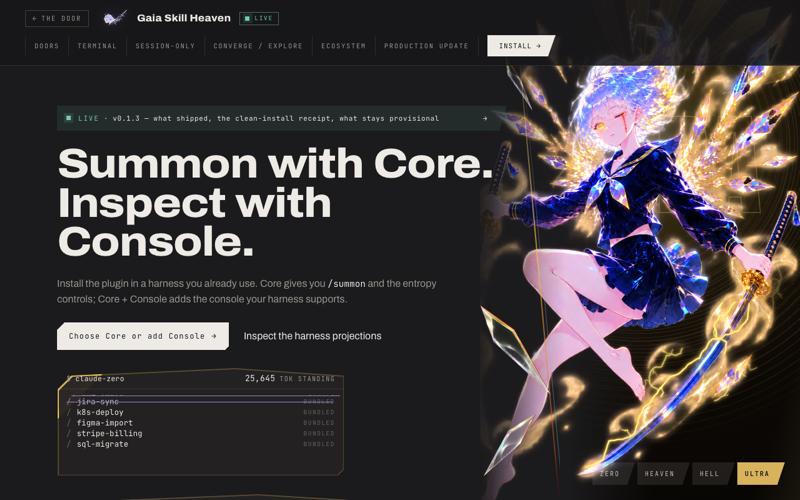 ← THE DOOR
Gaia Skill Heaven
LIVE
DOORS
TERMINAL
SESSION-ONLY
CONVERGE / EXPLORE
ECOSYSTEM
PRODUCTION UPDATE
INSTALL →
LIVE · v0.1.3 — what shipped, the clean-install receipt, what stays provisional →
Summon with Core.
Inspect with
Console.
Install the plugin in a harness you already use. Core gives you /summon and the entropy
controls; Core + Console adds the console your harness supports.
Choose Core or add Console →
Inspect the harness projections
claude-zero
25,645 TOK STANDING
/ jira-sync BUNDLED
/ k8s-deploy BUNDLED
/ figma-import BUNDLED
/ stripe-billing BUNDLED
/ sql-migrate BUNDLED
ZERO
HEAVEN
HELL
ULTRA